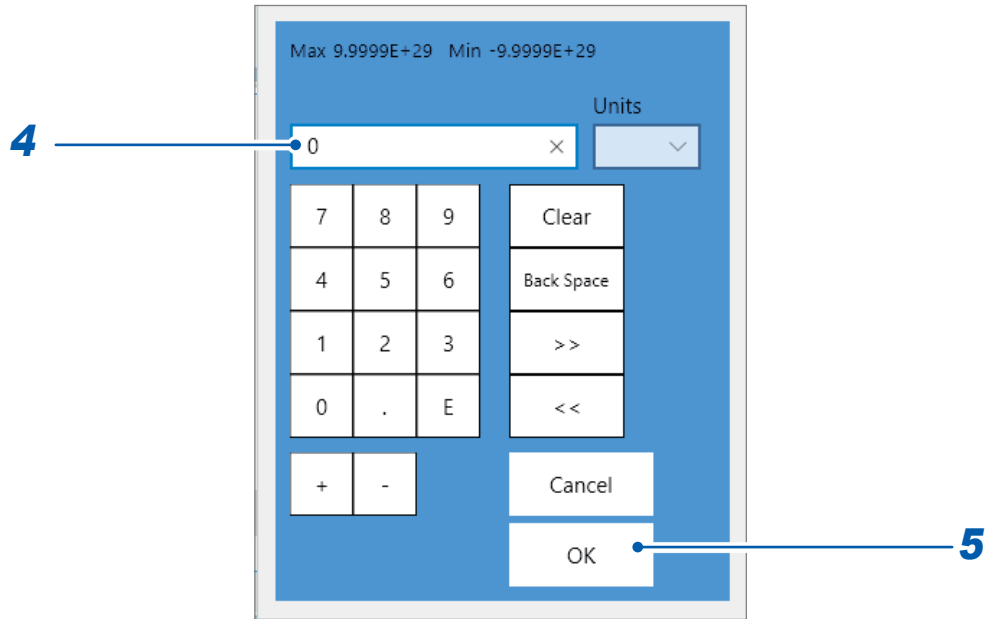 Max 9.9999E+29 Min -9.9999E+29
Units
4
0 ×
7 8 9 Clear
4 5 6 Back Space
1 2 3 >>
0 . E <<
+ - Cancel
OK
5